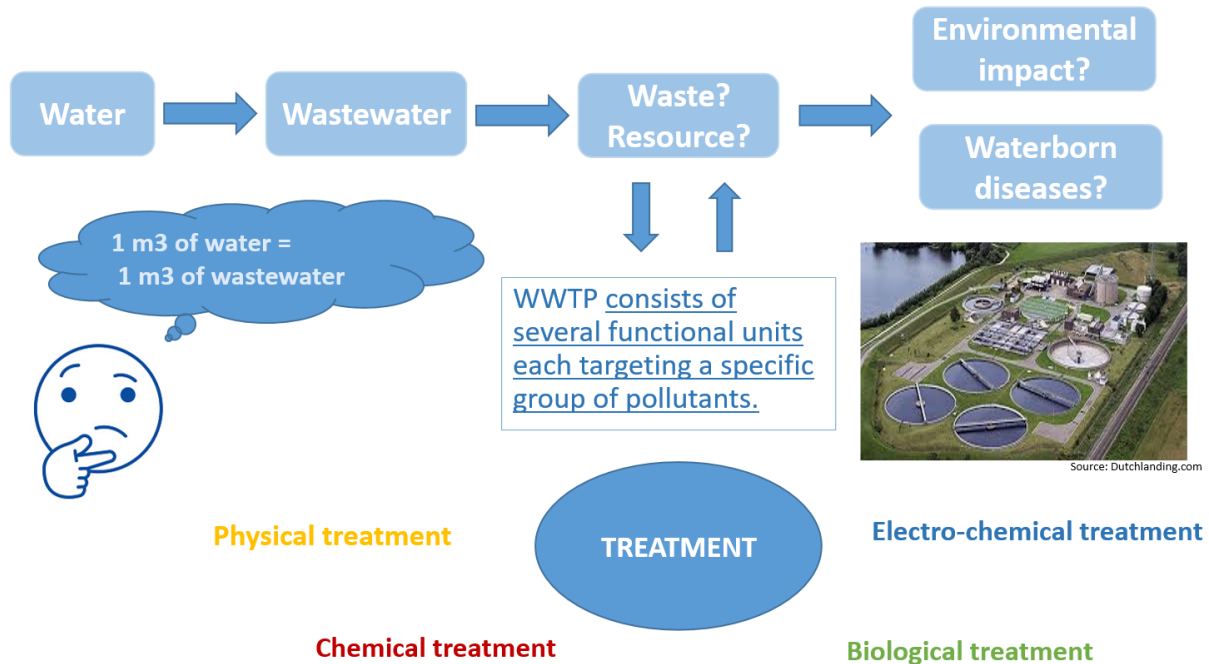 Water
Wastewater
Waste?
Resource?
Environmental
impact?
Waterborn
diseases?
1 m3 of water =
1 m3 of wastewater
WWTP consists of
several functional units
each targeting a specific
group of pollutants.
Source: Dutchlanding.com
Physical treatment
TREATMENT
Electro-chemical treatment
Chemical treatment
Biological treatment